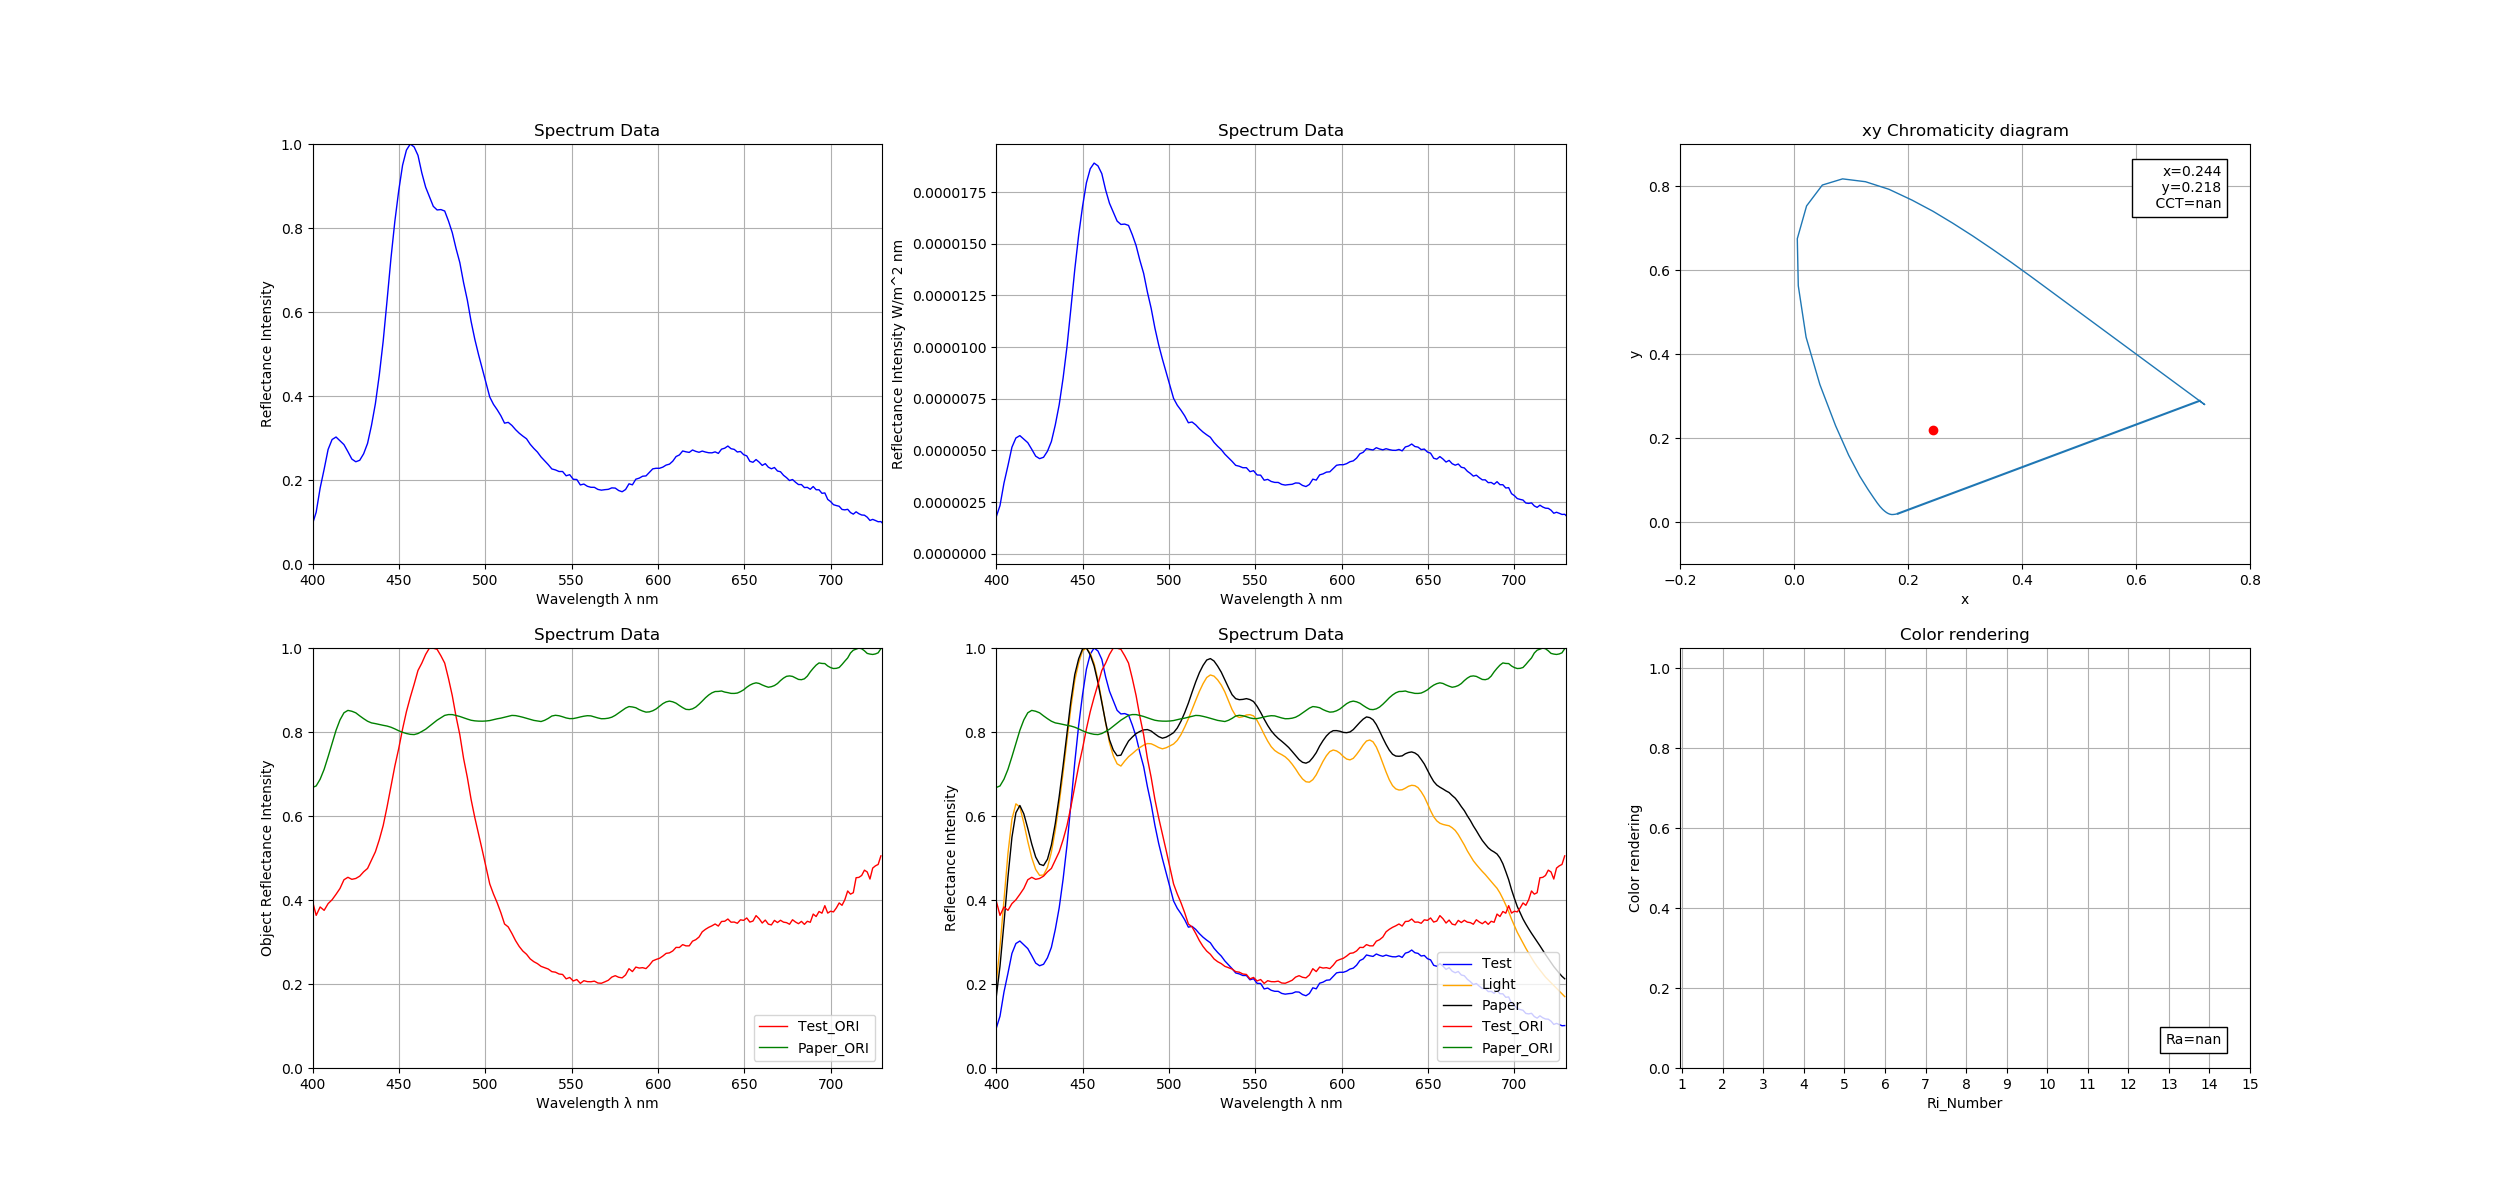 Spectrum Data
1.0
0.8
0.6
0.4
0.2
0.0
Reflectance Intensity
400 450 500 550 600 650 700
Wavelength λ nm
Spectrum Data
0.0000175
0.0000150
0.0000125
0.0000100
0.0000075
0.0000050
0.0000025
0.0000000
Reflectance Intensity W/m^2 nm
400 450 500 550 600 650 700
Wavelength λ nm
xy Chromaticity diagram
x=0.244
y=0.218
CCT=nan
0.8
0.6
0.4
0.2
0.0
y
−0.2 0.0 0.2 0.4 0.6 0.8
x
Spectrum Data
1.0
0.8
0.6
0.4
0.2
0.0
Object Reflectance Intensity
Test_ORI
Paper_ORI
400 450 500 550 600 650 700
Wavelength λ nm
Spectrum Data
1.0
0.8
0.6
0.4
0.2
0.0
Reflectance Intensity
Test
Light
Paper
Test_ORI
Paper_ORI
400 450 500 550 600 650 700
Wavelength λ nm
Color rendering
1.0
0.8
0.6
0.4
0.2
0.0
Color rendering
Ra=nan
1 2 3 4 5 6 7 8 9 10 11 12 13 14 15
Ri_Number